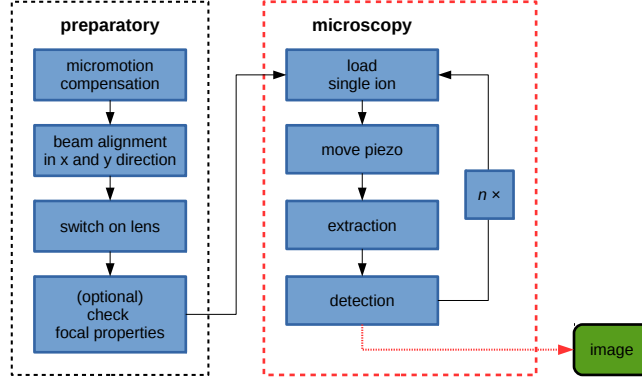 preparatory
micromotion
compensation
beam alignment
in x and y direction
switch on lens
(optional)
check
focal properties
microscopy
load
single ion
move piezo
extraction
detection
n ×
image